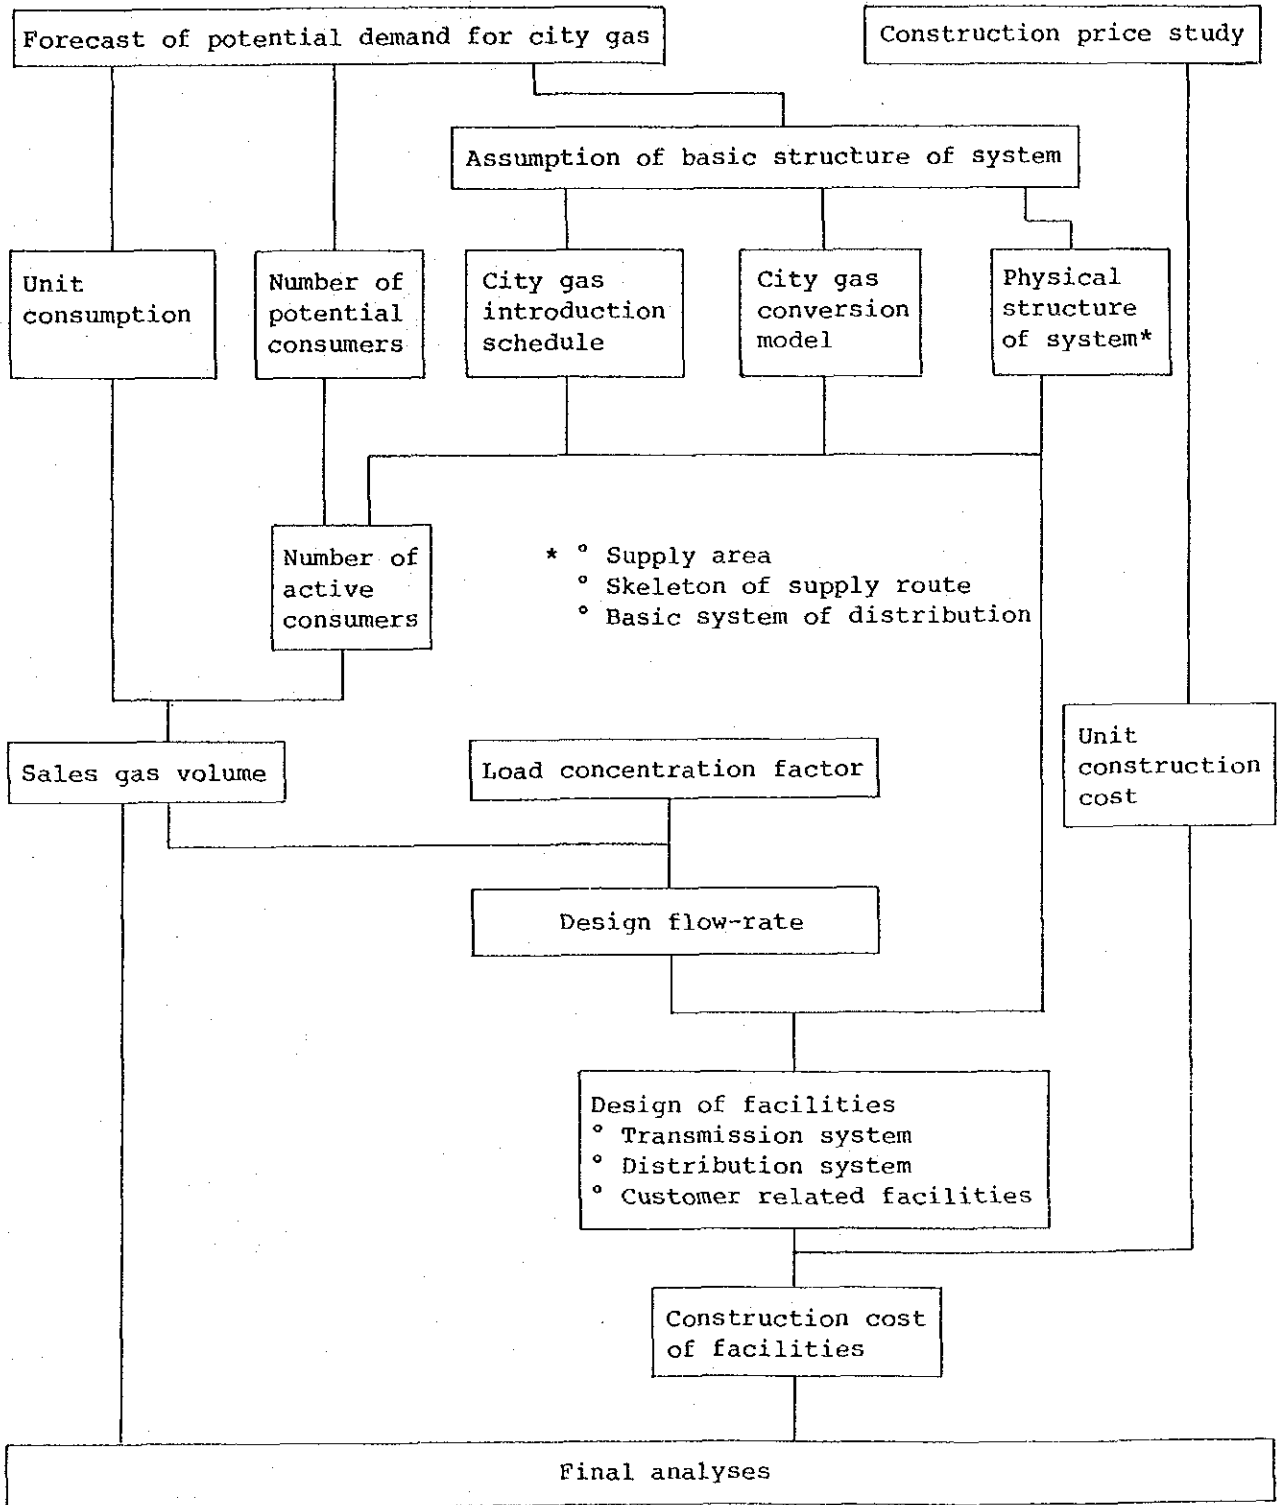 Forecast of potential demand for city gas
Construction price study
Assumption of basic structure of system
Unit
consumption
Number of
potential
consumers
City gas
introduction
schedule
City gas
conversion
model
Physical
structure
of system*
Number of
active
consumers
* ° Supply area
° Skeleton of supply route
° Basic system of distribution
Unit
construction
cost
Sales gas volume
Load concentration factor
Design flow-rate
Design of facilities
° Transmission system
° Distribution system
° Customer related facilities
Construction cost
of facilities
Final analyses